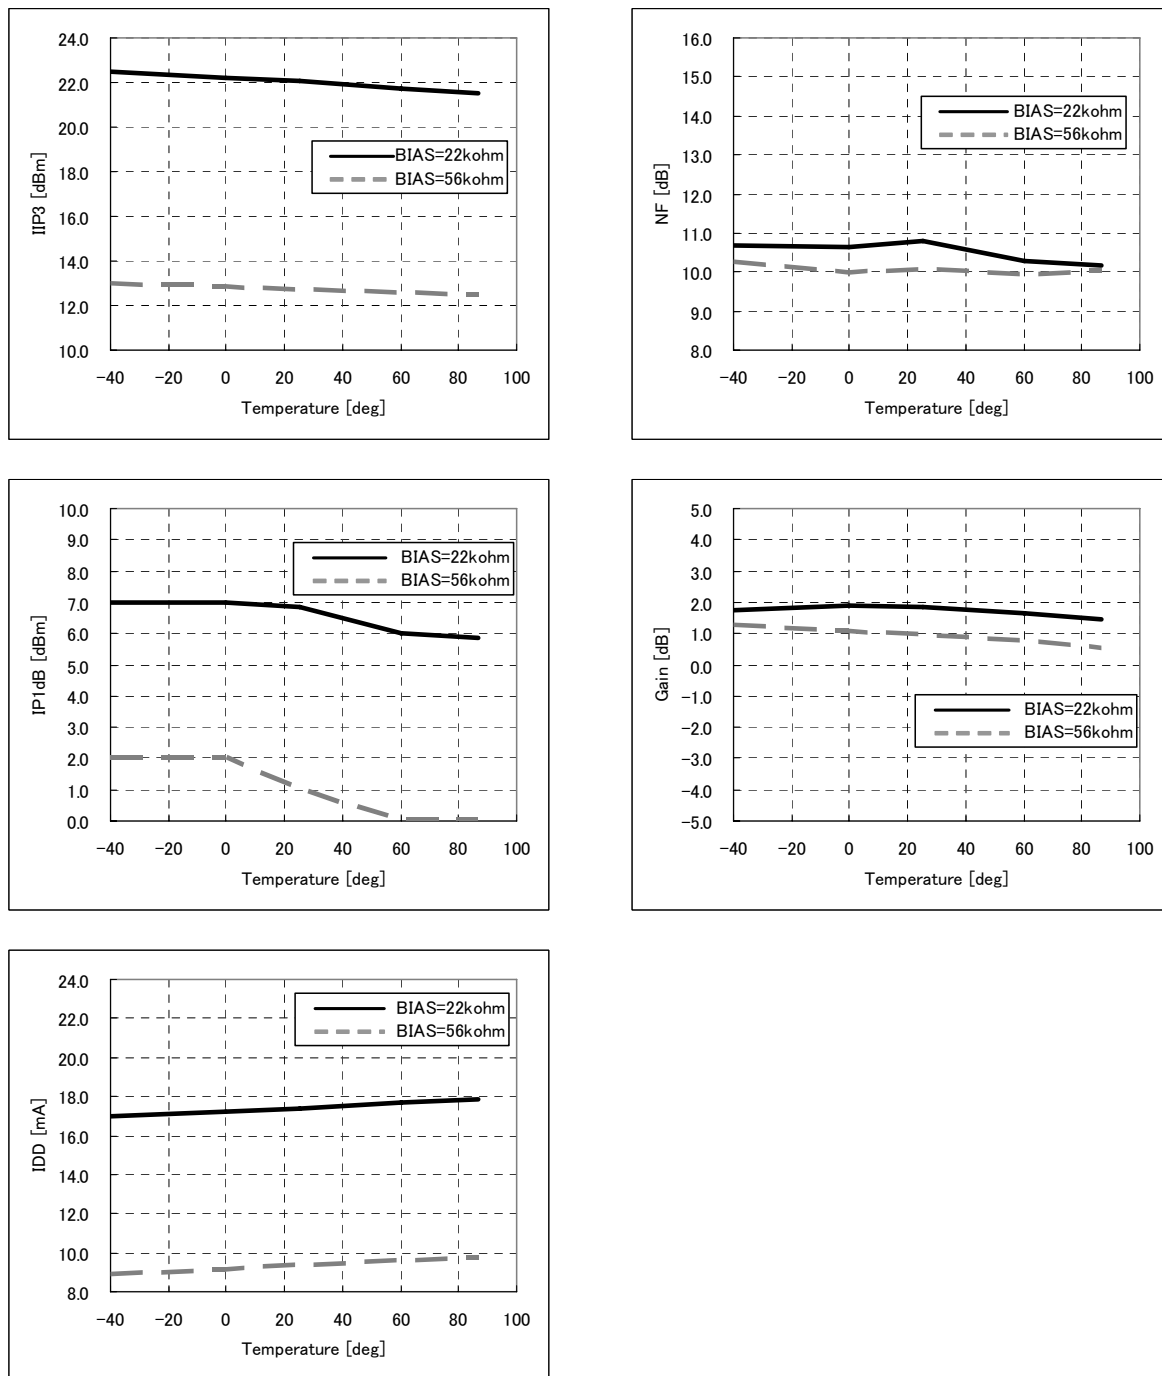 24.0
22.0
20.0
18.0
16.0
14.0
12.0
10.0
IIP3 [dBm]
BIAS=22kohm
BIAS=56kohm
-40 -20 0 20 40 60 80 100
Temperature [deg]
16.0
15.0
14.0
13.0
12.0
11.0
10.0
9.0
8.0
NF [dB]
BIAS=22kohm
BIAS=56kohm
-40 -20 0 20 40 60 80 100
Temperature [deg]
10.0
9.0
8.0
7.0
6.0
5.0
4.0
3.0
2.0
1.0
0.0
IP1dB [dBm]
BIAS=22kohm
BIAS=56kohm
-40 -20 0 20 40 60 80 100
Temperature [deg]
5.0
4.0
3.0
2.0
1.0
0.0
-1.0
-2.0
-3.0
-4.0
-5.0
Gain [dB]
BIAS=22kohm
BIAS=56kohm
-40 -20 0 20 40 60 80 100
Temperature [deg]
24.0
22.0
20.0
18.0
16.0
14.0
12.0
10.0
8.0
IDD [mA]
BIAS=22kohm
BIAS=56kohm
-40 -20 0 20 40 60 80 100
Temperature [deg]